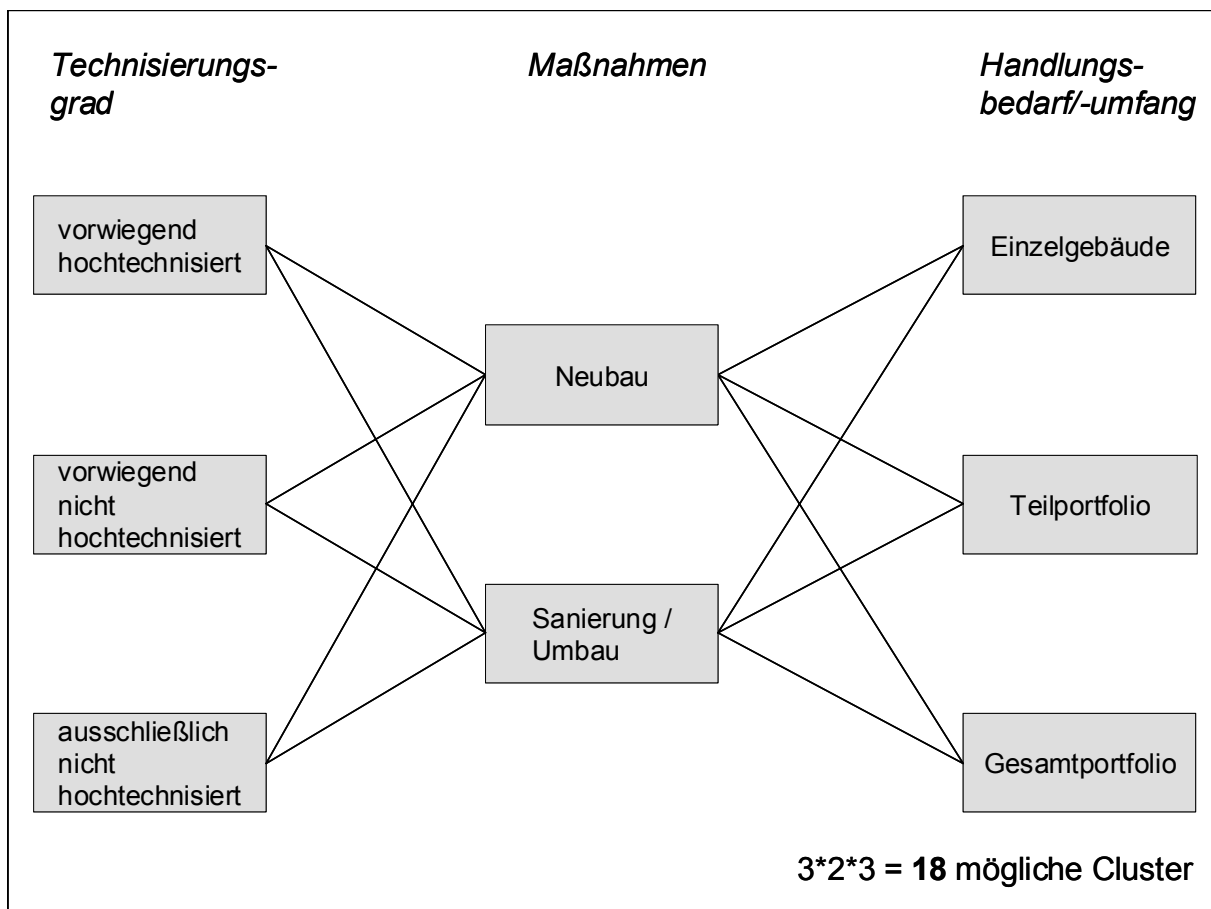 Technisierungs-
grad
Maßnahmen
Handlungs-
bedarf/-umfang
vorwiegend
hochtechnisiert
vorwiegend
nicht
hochtechnisiert
ausschließlich
nicht
hochtechnisiert
Neubau
Sanierung /
Umbau
Einzelgebäude
Teilportfolio
Gesamtportfolio
3*2*3 = 18 mögliche Cluster